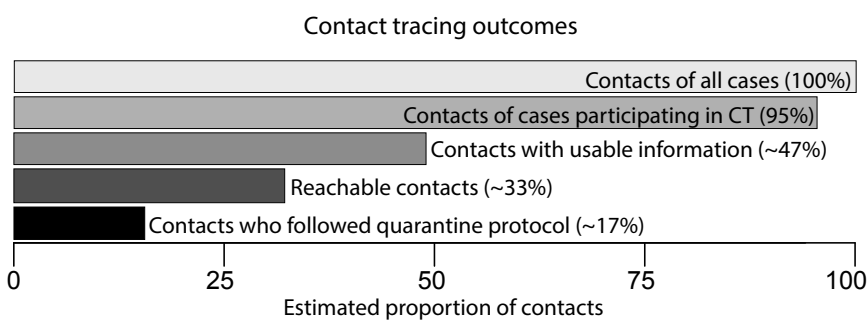 Contact tracing outcomes
Contacts of all cases (100%)
Contacts of cases participating in CT (95%)
Contacts with usable information (~47%)
Reachable contacts (~33%)
Contacts who followed quarantine protocol (~17%)
0 25 50 75 100
Estimated proportion of contacts